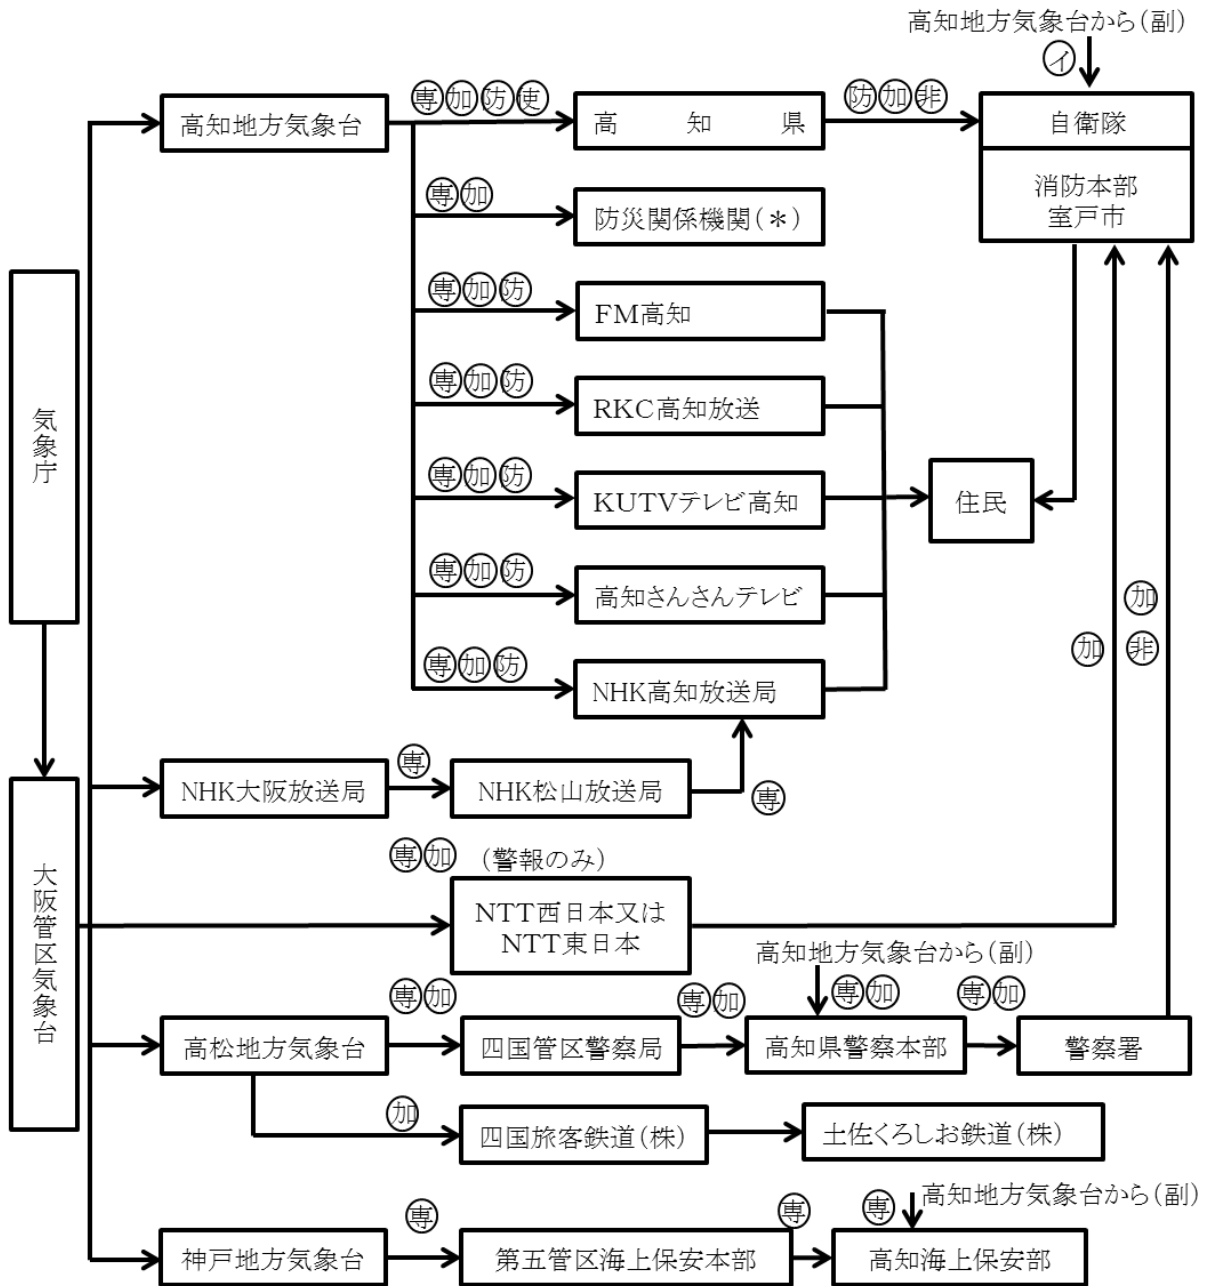 高知地方気象台から（副）
㋑
専加防使
防加非
高知地方気象台
高　知　県
自衛隊
消防本部
室戸市
専加
防災関係機関（＊）
専加防
FM高知
専加防
RKC高知放送
気象庁
専加防
KUTVテレビ高知
住民
専加防
高知さんさんテレビ
加
加
非
専加防
NHK高知放送局
NHK大阪放送局
専
NHK松山放送局
専
専加
（警報のみ）
大阪管区気象台
NTT西日本又は
NTT東日本
高知地方気象台から（副）
専加
専加
専加
専加
高松地方気象台
四国管区警察局
高知県警察本部
警察署
加
四国旅客鉄道（株）
土佐くろしお鉄道（株）
高知地方気象台から（副）
専
専
専
神戸地方気象台
第五管区海上保安本部
高知海上保安部